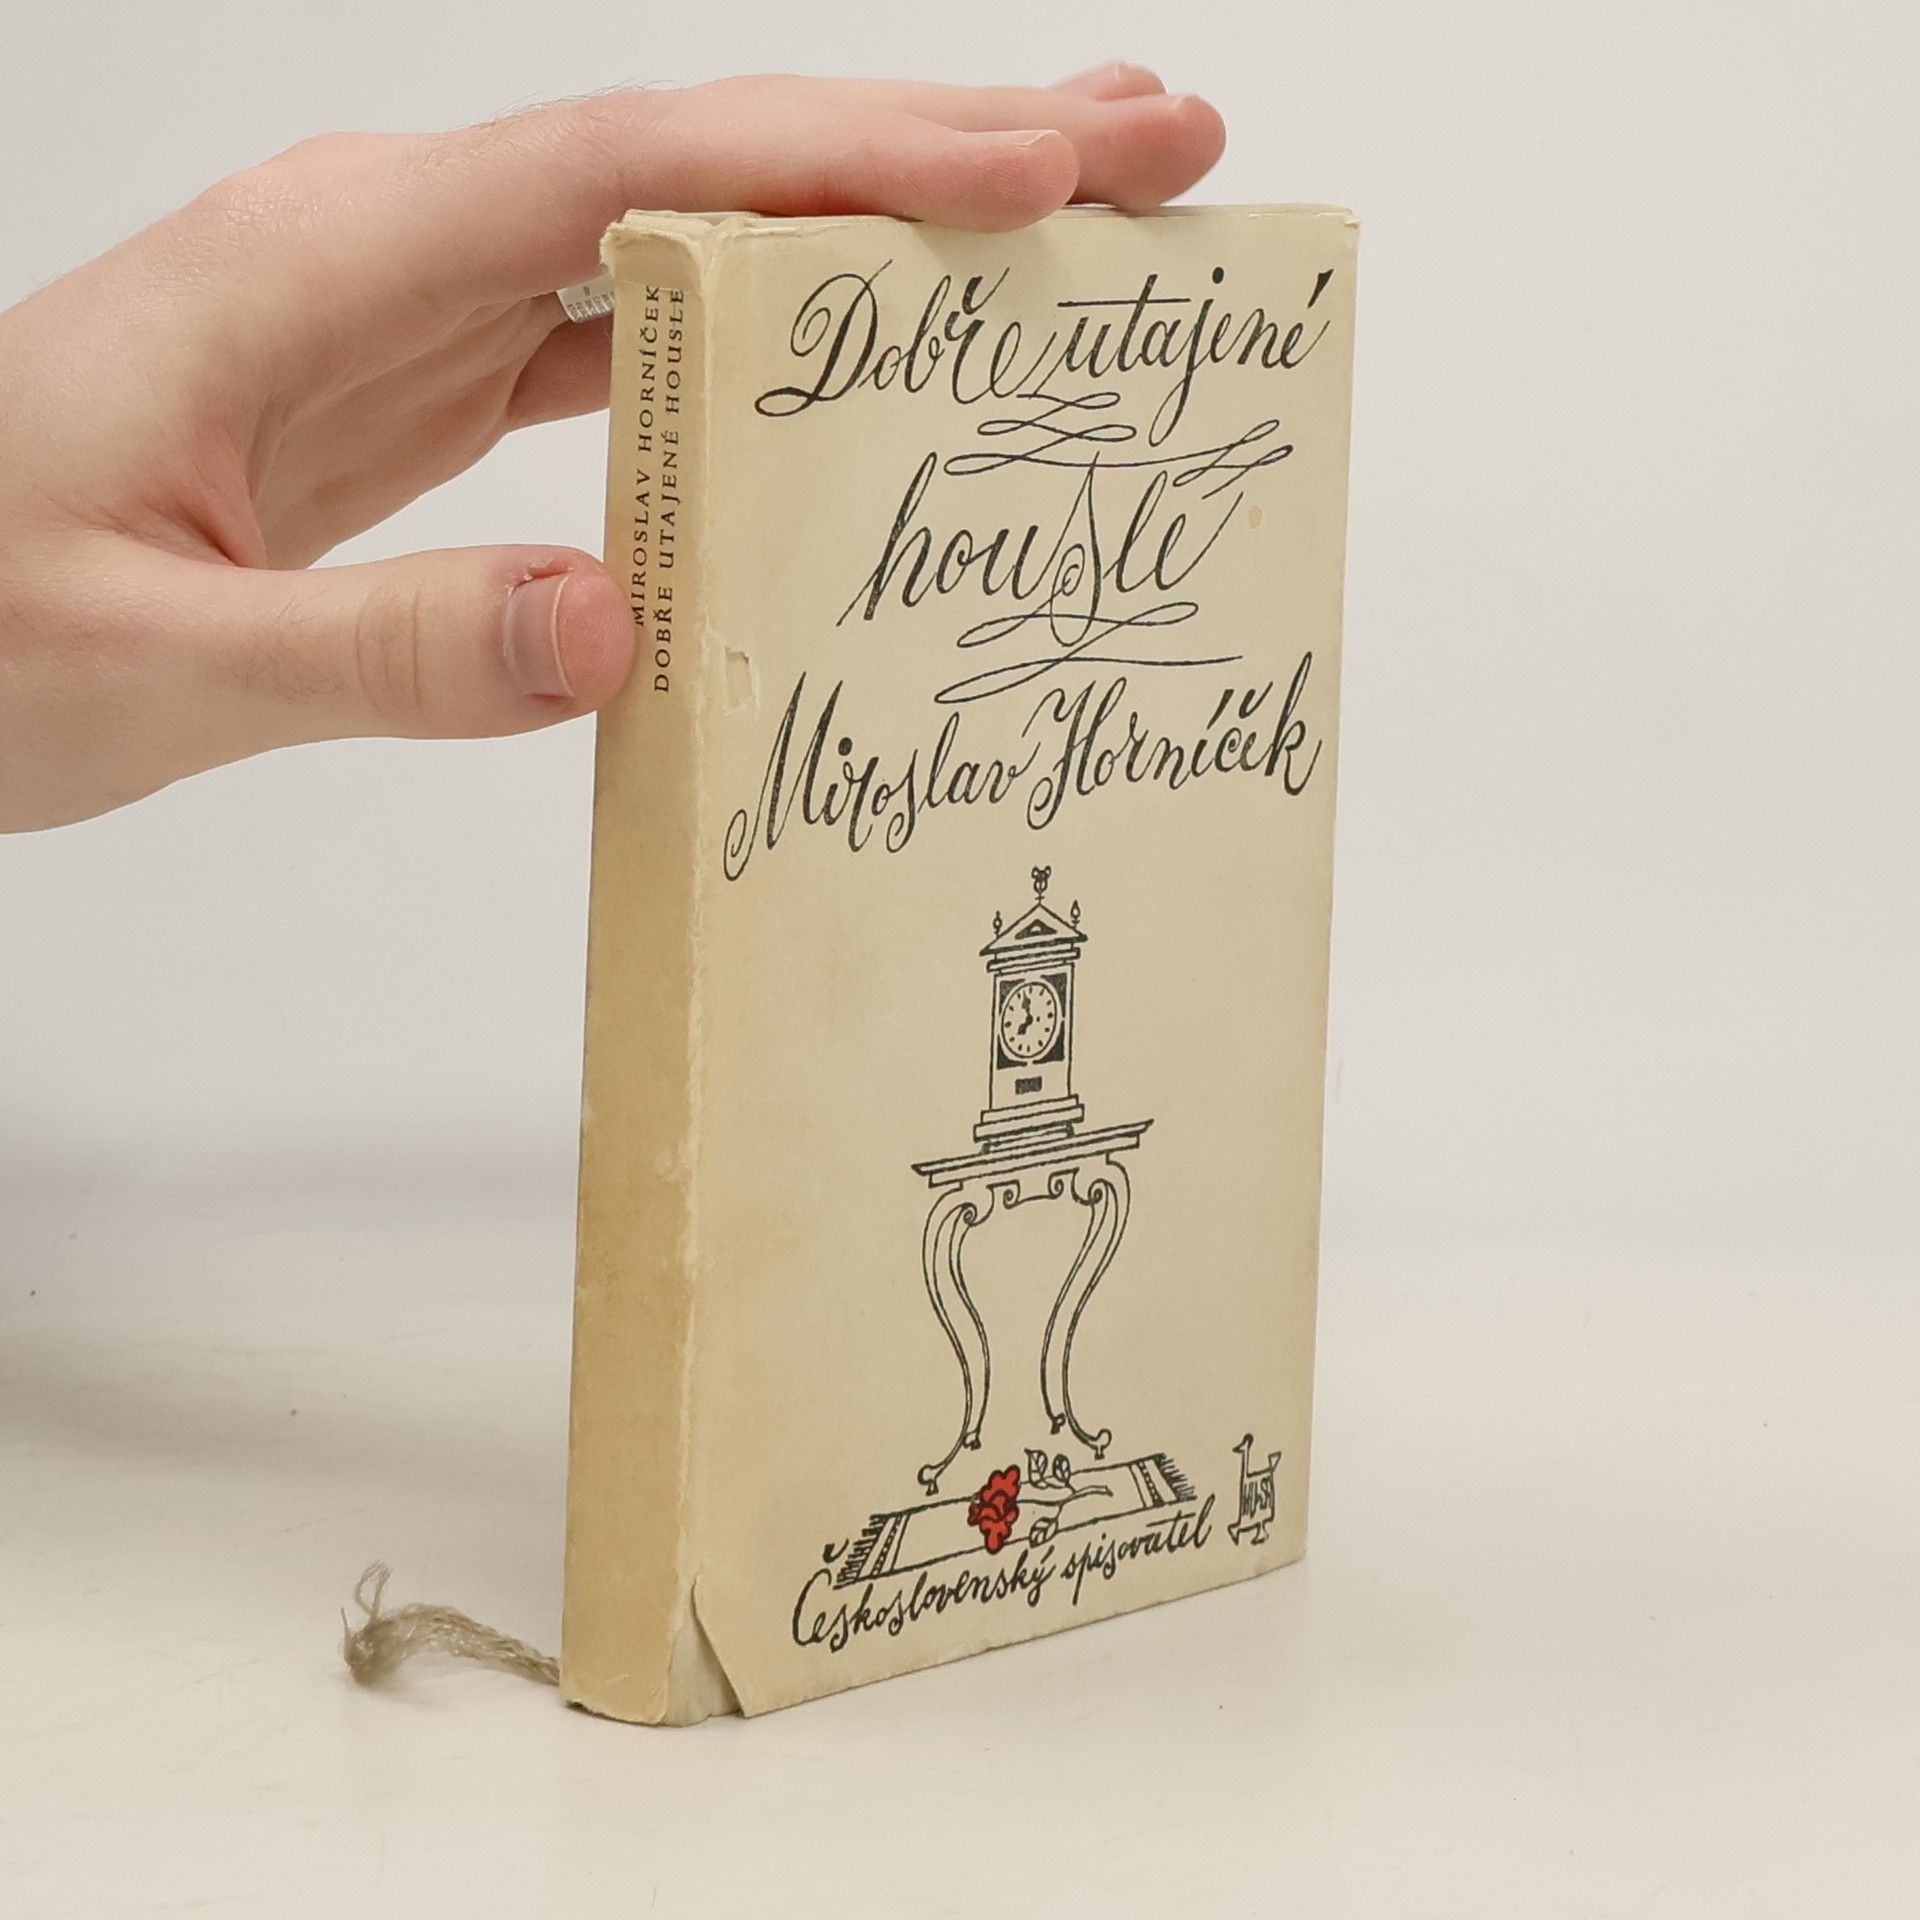 MIROSLAV HORNÍČEK
DOBŘE UTAJENÉ HOUSLE
Dobře utajené
housle
Miroslav Horníček
Československý spisovatel